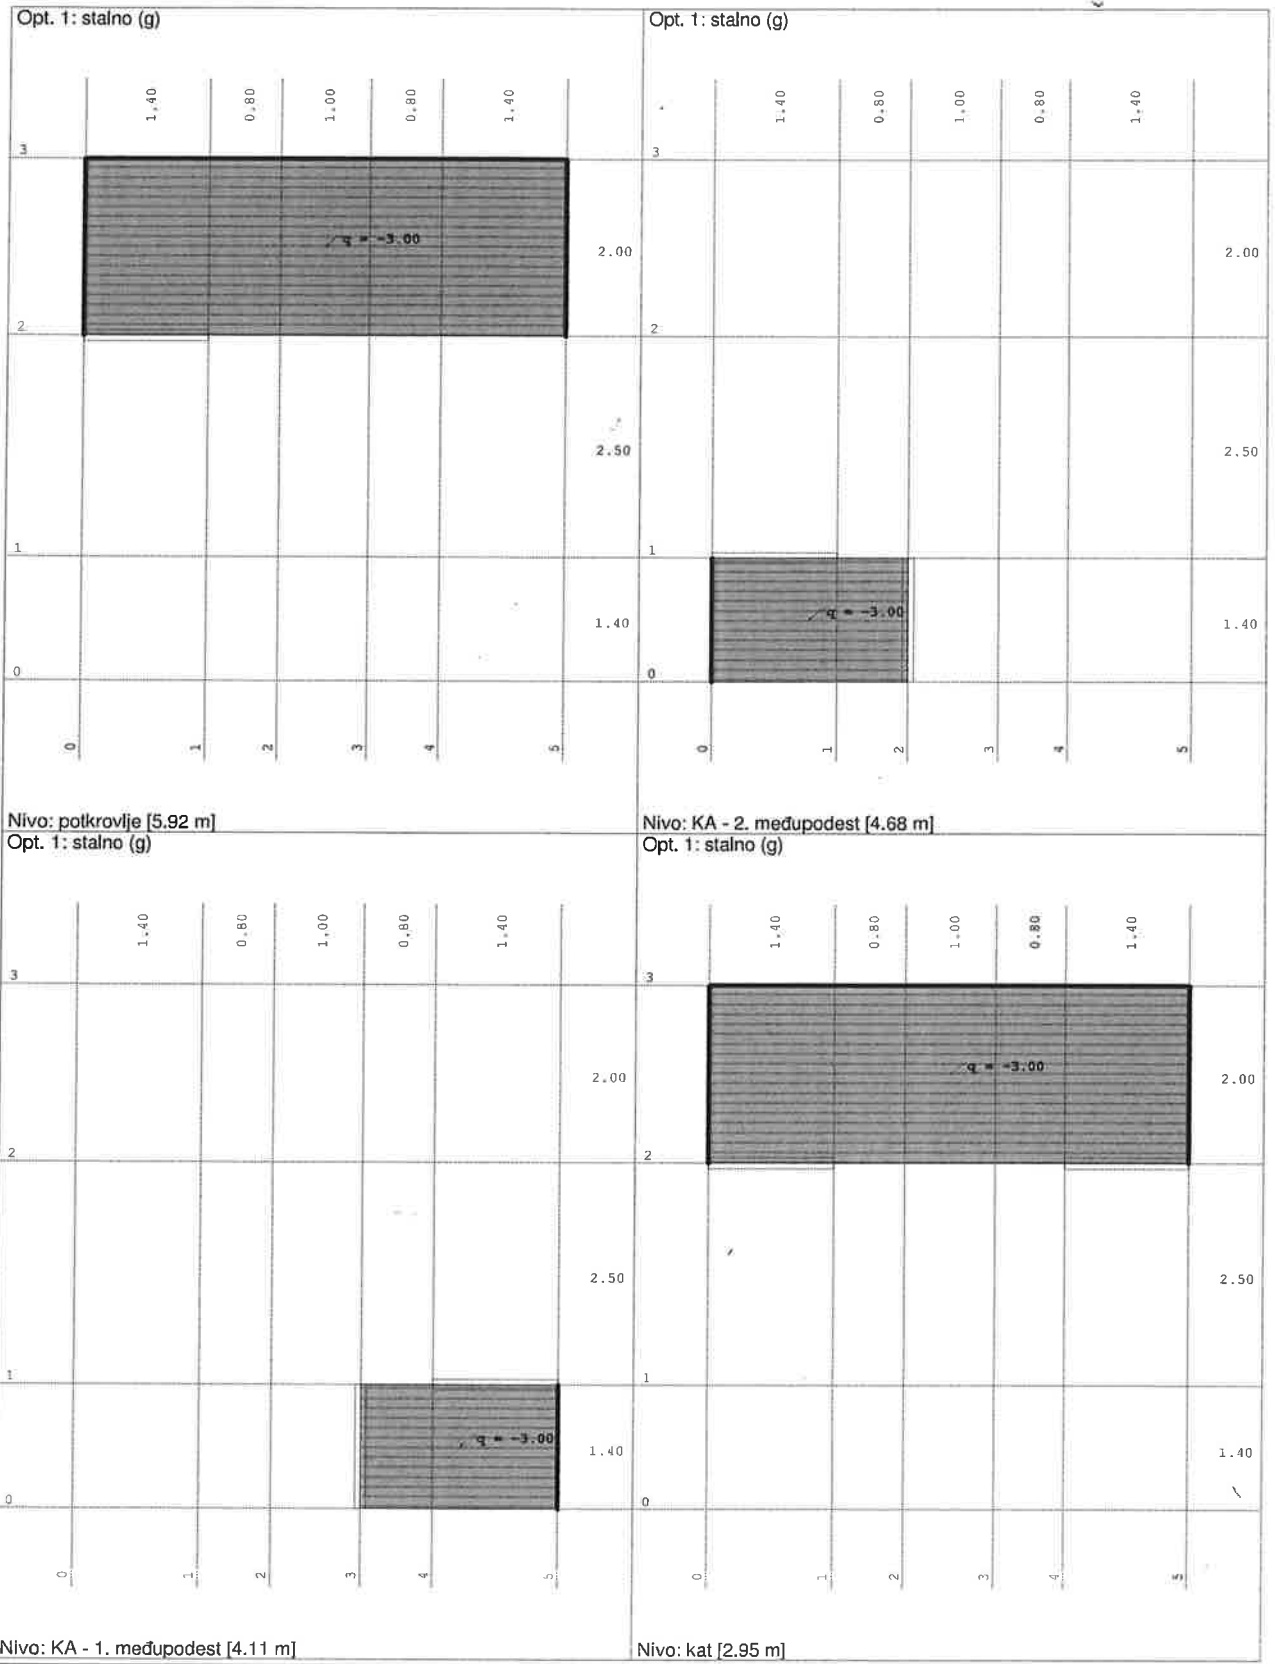 Opt. 1: stalno (g)
1.40 0.80 1.00 0.80 1.40
3
q = -3.00
2.00
2
2.50
1
1.40
0
0 1 2 3 4 5
Nivo: potkrovlje [5.92 m]
Opt. 1: stalno (g)
1.40 0.80 1.00 0.80 1.40
3
2.00
2
2.50
1
q = -3.00
1.40
0
0 1 2 3 4 5
Nivo: KA - 2. međupodest [4.68 m]
Opt. 1: stalno (g)
1.40 0.80 1.00 0.80 1.40
3
2.00
2
2.50
1
q = -3.00
1.40
0
0 1 2 3 4 5
Nivo: KA - 1. međupodest [4.11 m]
Opt. 1: stalno (g)
1.40 0.80 1.00 0.80 1.40
3
q = -3.00
2.00
2
2.50
1
1.40
0
0 1 2 3 4 5
Nivo: kat [2.95 m]